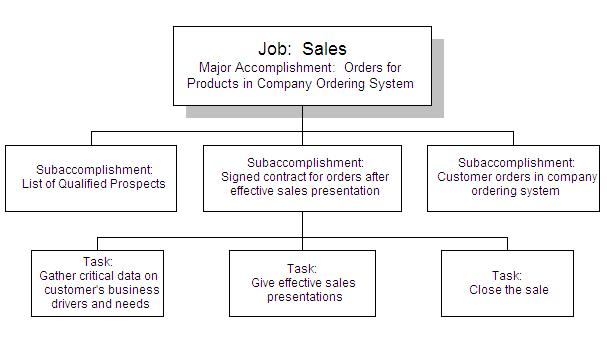 Job: Sales
Major Accomplishment: Orders for
Products in Company Ordering System
Subaccomplishment:
List of Qualified Prospects
Subaccomplishment:
Signed contract for orders after
effective sales presentation
Subaccomplishment:
Customer orders in company
ordering system
Task:
Gather critical data on
customer's business
drivers and needs
Task:
Give effective sales
presentations
Task:
Close the sale